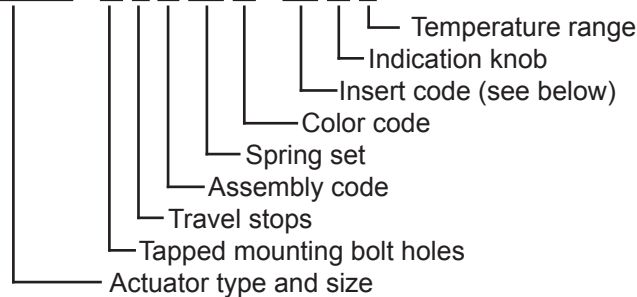 Temperature range
Indication knob
Insert code (see below)
Color code
Spring set
Assembly code
Travel stops
Tapped mounting bolt holes
Actuator type and size